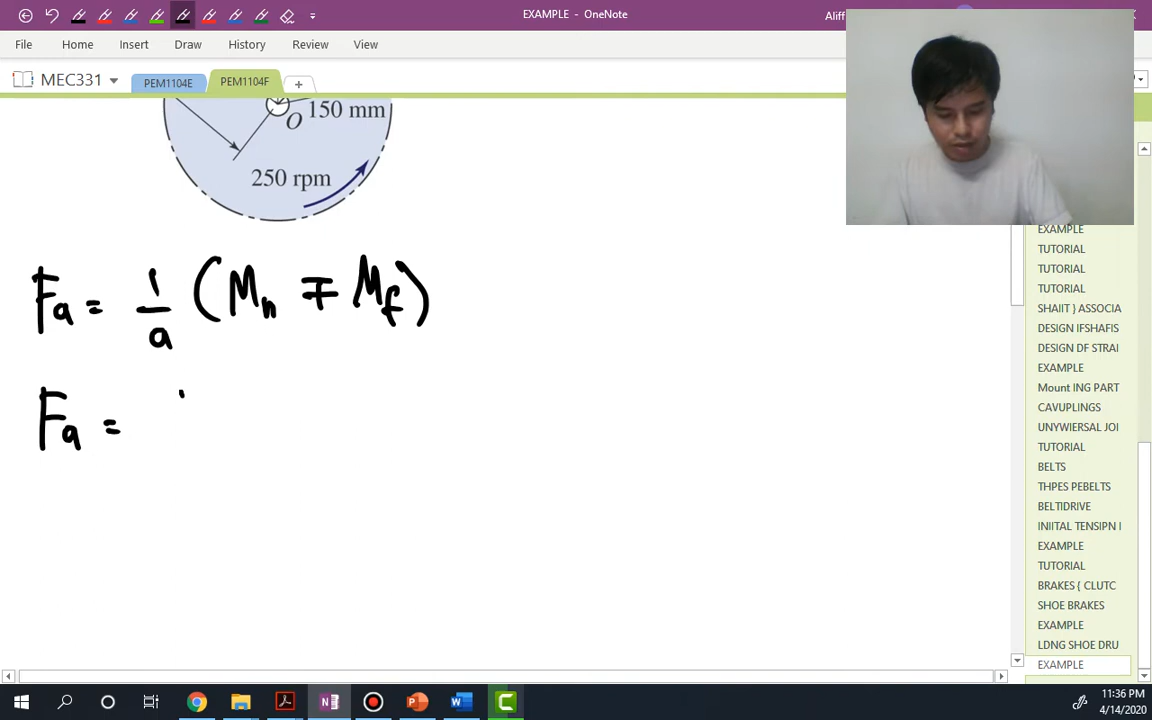 EXAMPLE - OneNote
Aliff
File Home Insert Draw History Review View
MEC331 PEM1104E PEM1104F
150 mm
O
250 rpm
Fa = 1/a (Mn ∓ Mf)
Fa =
EXAMPLE
TUTORIAL
TUTORIAL
TUTORIAL
SHAIIT } ASSOCIA
DESIGN IFSHAFIS
DESIGN DF STRAI
EXAMPLE
Mount ING PART
CAVUPLINGS
UNYWIERSAL JOI
TUTORIAL
BELTS
THPES PEBELTS
BELTIDRIVE
INIITAL TENSIPN I
EXAMPLE
TUTORIAL
BRAKES { CLUTC
SHOE BRAKES
EXAMPLE
LDNG SHOE DRU
EXAMPLE
11:36 PM
4/14/2020